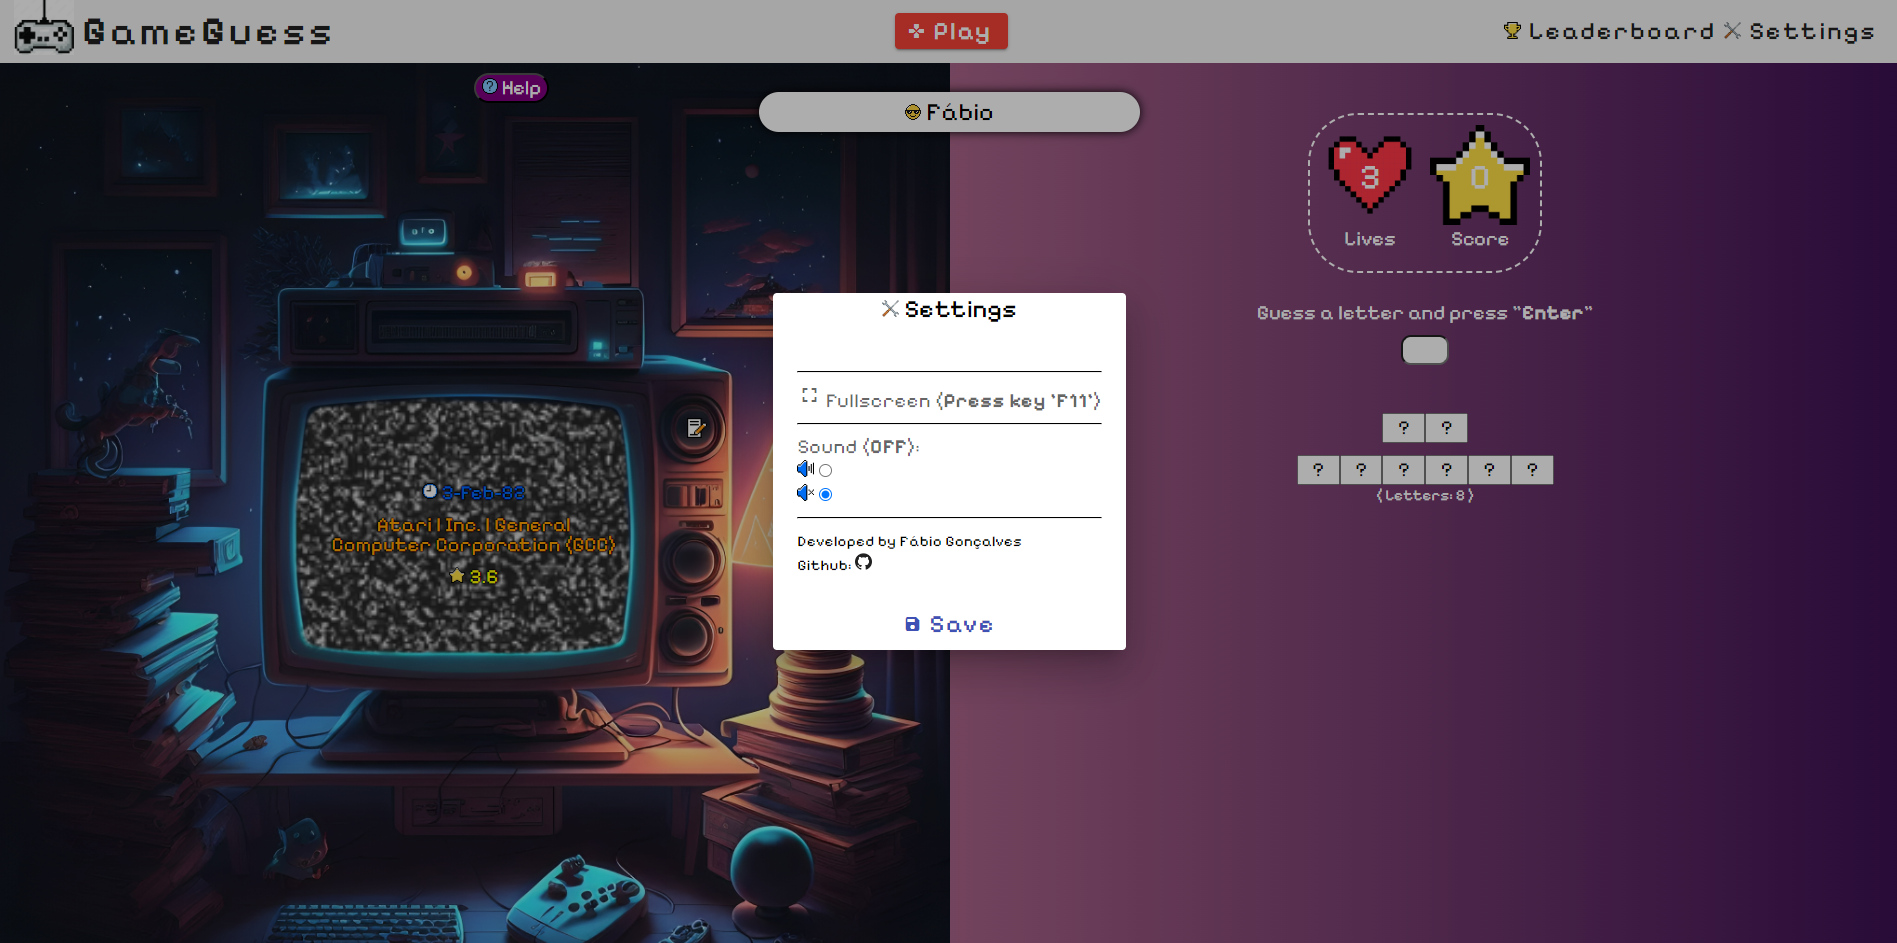 GameGuess
Play
Leaderboard
Settings
Help
Fábio
3
0
Lives
Score
Guess a letter and press "Enter"
? ?
? ? ? ? ? ?
(Letters: 8)
3-Feb-82
Atari | Inc. | General
Computer Corporation (GCC)
3.6
Settings
Fullscreen (Press key 'F11')
Sound (OFF):
Developed by Fábio Gonçalves
Github:
Save